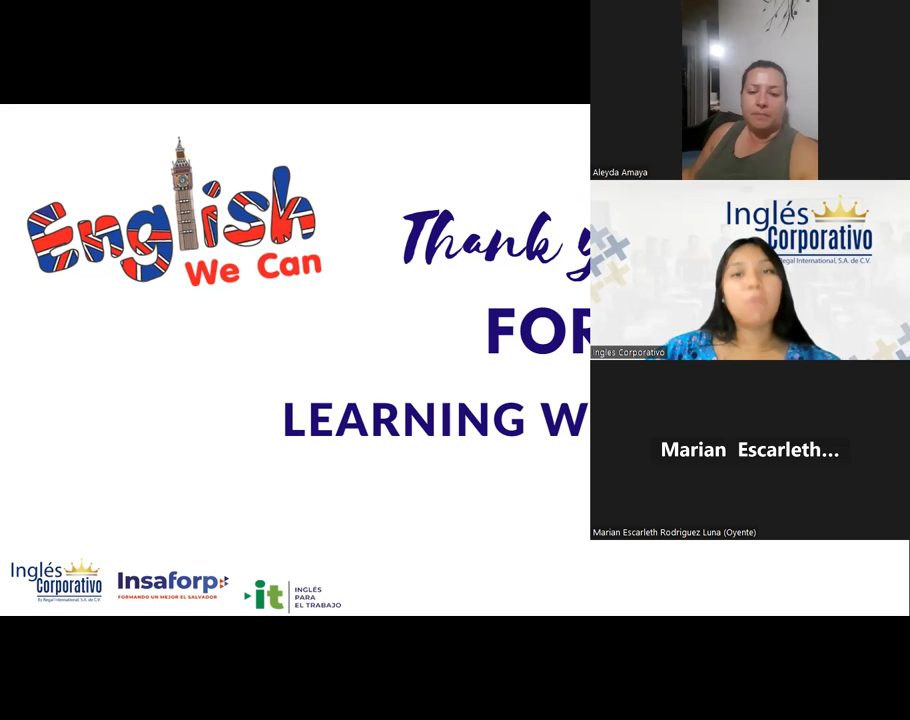 English
We Can
Thank y
FOR
LEARNING W
Inglés
Corporativo
By Regal International, S.A. de C.V.
Insaforp
FORMANDO UN MEJOR EL SALVADOR
it
INGLÉS
PARA
EL TRABAJO
Aleyda Amaya
Inglés
Corporativo
Regal International, S.A. de C.V.
Ingles Corporativo
Marian Escarleth...
Marian Escarleth Rodriguez Luna (Oyente)